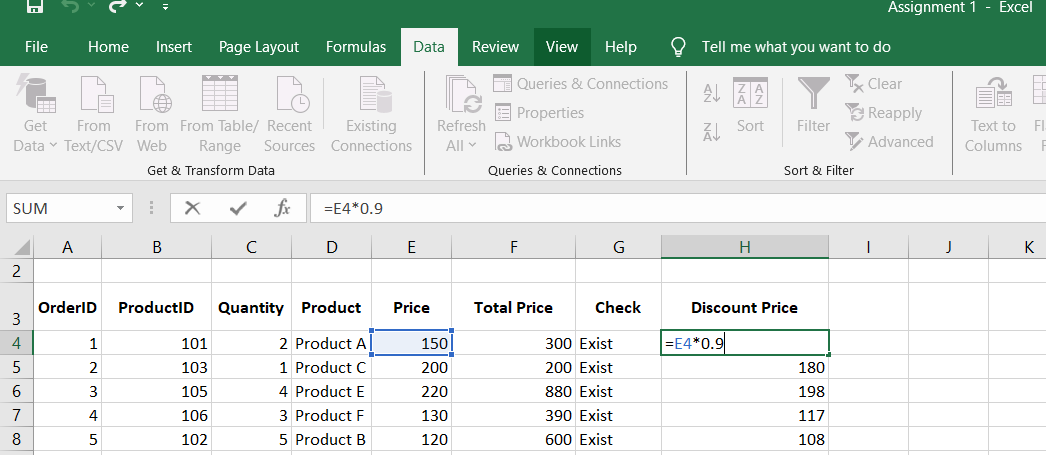 Assignment 1 - Excel
File Home Insert Page Layout Formulas Data Review View Help Tell me what you want to do
Get Data From Text/CSV From Web From Table/ Range Recent Sources Existing Connections
Get & Transform Data
Refresh All Queries & Connections
Properties
Workbook Links
Queries & Connections
Sort Filter Clear
Reapply
Advanced
Sort & Filter
Text to Columns
SUM fx =E4*0.9
A B C D E F G H I J K
2
3 OrderID ProductID Quantity Product Price Total Price Check Discount Price
4 1 101 2 Product A 150 300 Exist =E4*0.9
5 2 103 1 Product C 200 200 Exist 180
6 3 105 4 Product E 220 880 Exist 198
7 4 106 3 Product F 130 390 Exist 117
8 5 102 5 Product B 120 600 Exist 108